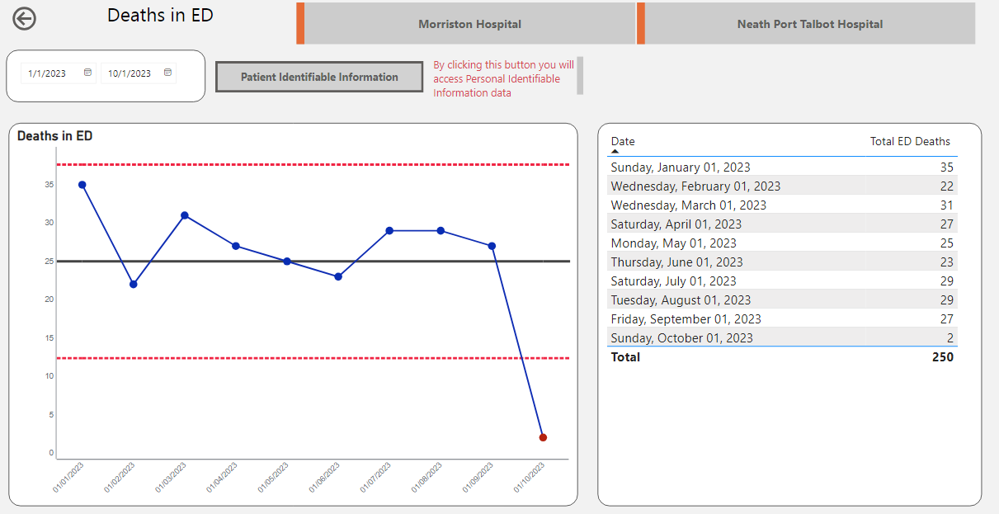 Deaths in ED
Morriston Hospital
Neath Port Talbot Hospital
1/1/2023
10/1/2023
Patient Identifiable Information
By clicking this button you will
access Personal Identifiable
Information data
Deaths in ED
35
30
25
20
15
10
5
0
01/01/2023
01/02/2023
01/03/2023
01/04/2023
01/05/2023
01/06/2023
01/07/2023
01/08/2023
01/09/2023
01/10/2023
Date Total ED Deaths
Sunday, January 01, 2023 35
Wednesday, February 01, 2023 22
Wednesday, March 01, 2023 31
Saturday, April 01, 2023 27
Monday, May 01, 2023 25
Thursday, June 01, 2023 23
Saturday, July 01, 2023 29
Tuesday, August 01, 2023 29
Friday, September 01, 2023 27
Sunday, October 01, 2023 2
Total 250